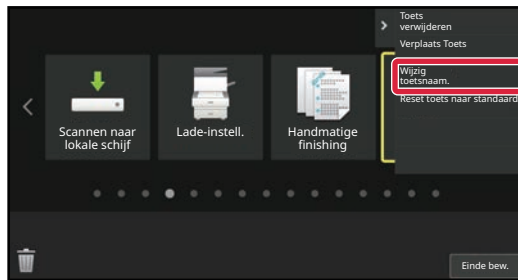 Toets
verwijderen
Verplaats Toets
Wijzig
toetsnaam.
Reset toets naar standaard
Scannen naar
lokale schijf
Lade-instell.
Handmatige
finishing
Einde bew.